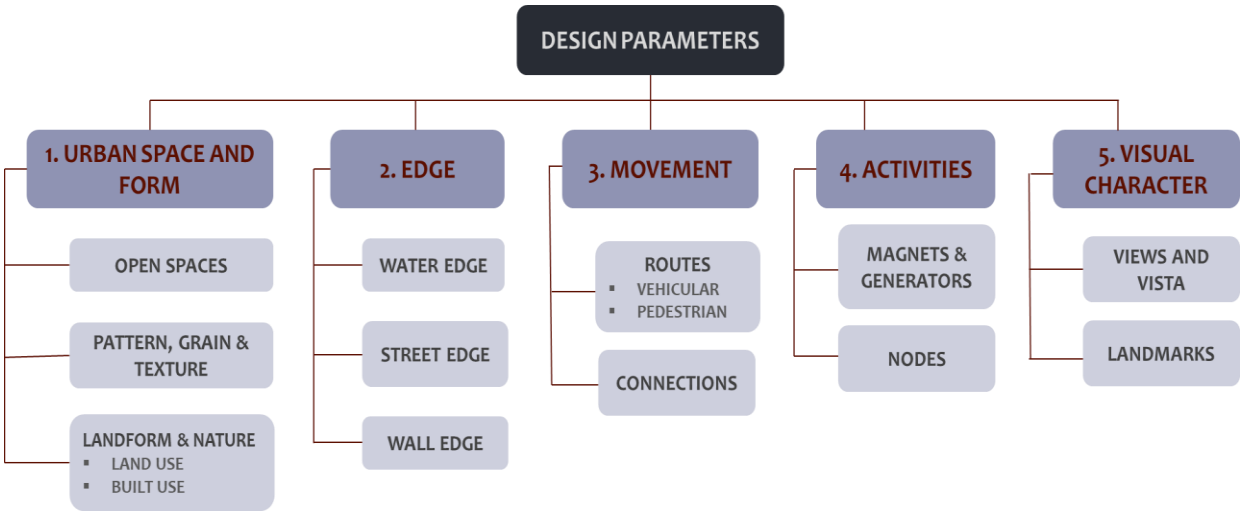 DESIGN PARAMETERS
1. URBAN SPACE AND
FORM
OPEN SPACES
PATTERN, GRAIN &
TEXTURE
LANDFORM & NATURE
▪ LAND USE
▪ BUILT USE
2. EDGE
WATER EDGE
STREET EDGE
WALL EDGE
3. MOVEMENT
ROUTES
▪ VEHICULAR
▪ PEDESTRIAN
CONNECTIONS
4. ACTIVITIES
MAGNETS &
GENERATORS
NODES
5. VISUAL
CHARACTER
VIEWS AND
VISTA
LANDMARKS